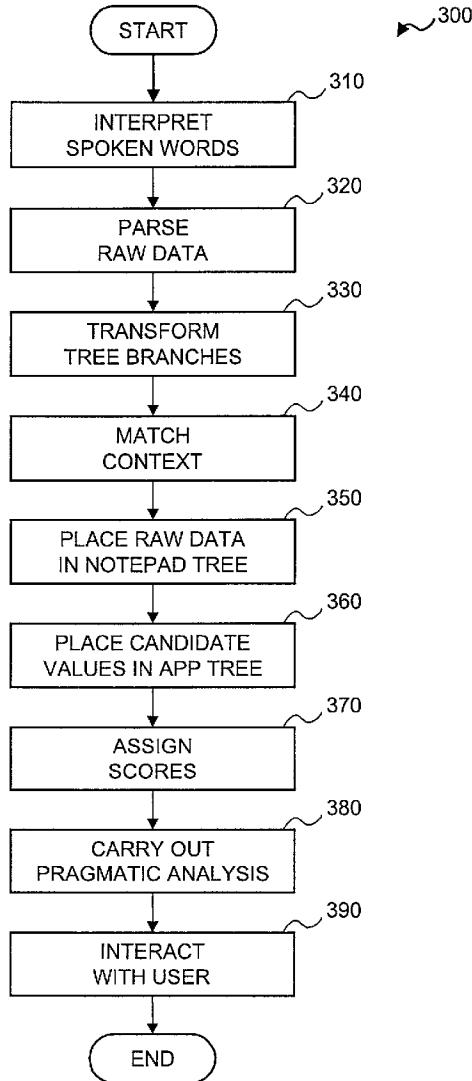 START
300
310
INTERPRET
SPOKEN WORDS
320
PARSE
RAW DATA
330
TRANSFORM
TREE BRANCHES
340
MATCH
CONTEXT
350
PLACE RAW DATA
IN NOTEPAD TREE
360
PLACE CANDIDATE
VALUES IN APP TREE
370
ASSIGN
SCORES
380
CARRY OUT
PRAGMATIC ANALYSIS
390
INTERACT
WITH USER
END